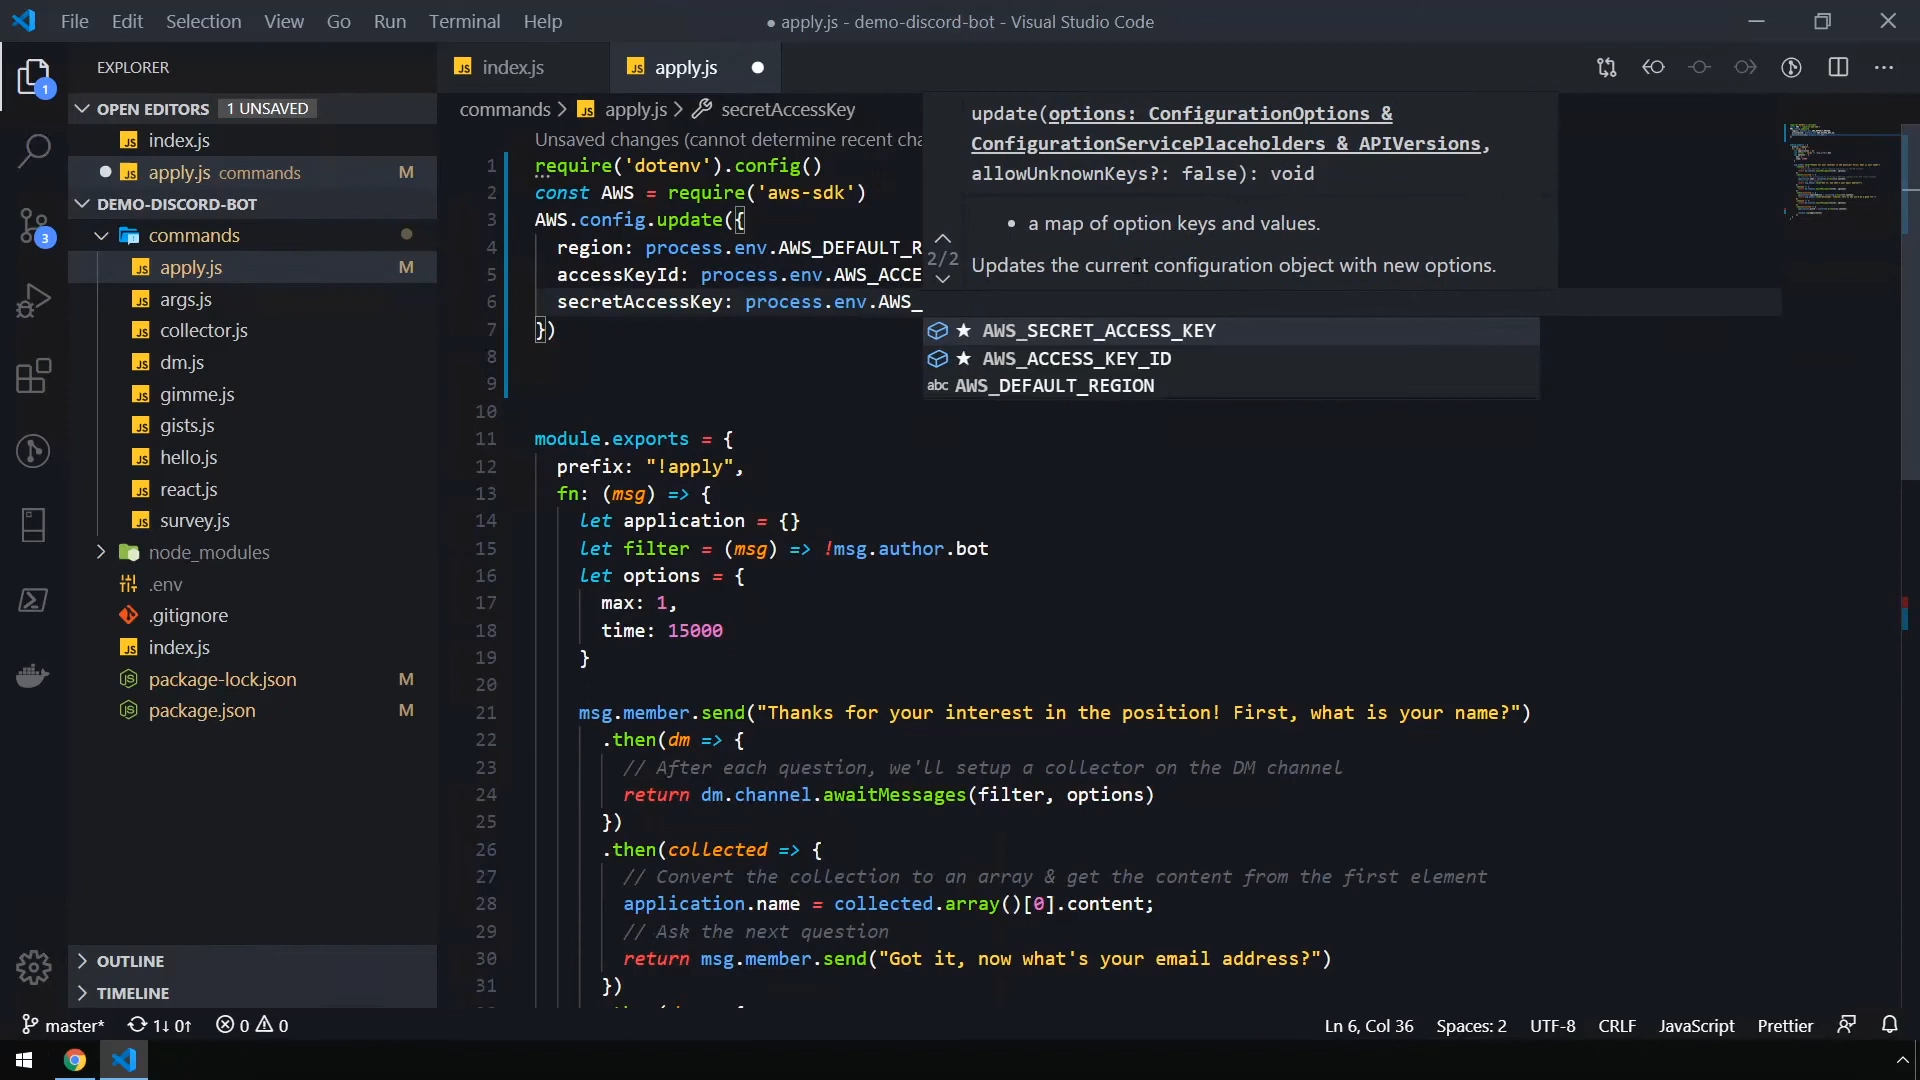 File Edit Selection View Go Run Terminal Help
● apply.js - demo-discord-bot - Visual Studio Code
EXPLORER
OPEN EDITORS 1 UNSAVED
index.js
apply.js commands M
DEMO-DISCORD-BOT
commands
apply.js M
args.js
collector.js
dm.js
gimme.js
gists.js
hello.js
react.js
survey.js
node_modules
.env
.gitignore
index.js
package-lock.json M
package.json M
OUTLINE
TIMELINE
1
3
index.js
apply.js
commands > apply.js > secretAccessKey
Unsaved changes (cannot determine recent cha
1 require('dotenv').config()
2 const AWS = require('aws-sdk')
3 AWS.config.update({
4 region: process.env.AWS_DEFAULT_R
5 accessKeyId: process.env.AWS_ACCE
6 secretAccessKey: process.env.AWS_
7 })
8
9
10
11 module.exports = {
12 prefix: "!apply",
13 fn: (msg) => {
14 let application = {}
15 let filter = (msg) => !msg.author.bot
16 let options = {
17 max: 1,
18 time: 15000
19 }
20
21 msg.member.send("Thanks for your interest in the position! First, what is your name?")
22 .then(dm => {
23 // After each question, we'll setup a collector on the DM channel
24 return dm.channel.awaitMessages(filter, options)
25 })
26 .then(collected => {
27 // Convert the collection to an array & get the content from the first element
28 application.name = collected.array()[0].content;
29 // Ask the next question
30 return msg.member.send("Got it, now what's your email address?")
31 })
update(options: ConfigurationOptions &
ConfigurationServicePlaceholders & APIVersions,
allowUnknownKeys?: false): void
• a map of option keys and values.
2/2
Updates the current configuration object with new options.
★ AWS_SECRET_ACCESS_KEY
★ AWS_ACCESS_KEY_ID
abc AWS_DEFAULT_REGION
master* 1↓ 0↑ 0 0
Ln 6, Col 36 Spaces: 2 UTF-8 CRLF JavaScript Prettier